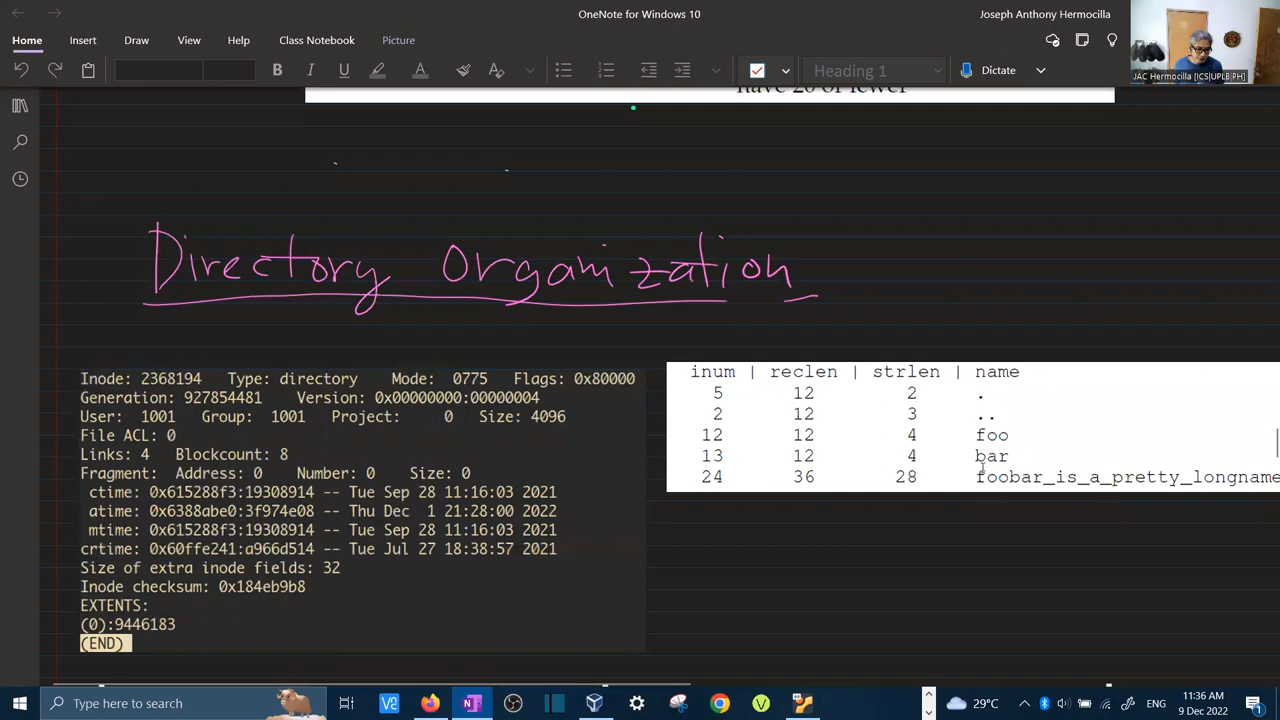 OneNote for Windows 10
Joseph Anthony Hermocilla
Home Insert Draw View Help Class Notebook Picture
B I U A Heading 1 Dictate
JAC Hermocilla [ICS|UPLB PH]
have 20 or fewer
Directory Organization
Inode: 2368194 Type: directory Mode: 0775 Flags: 0x80000
Generation: 927854481 Version: 0x00000000:00000004
User: 1001 Group: 1001 Project: 0 Size: 4096
File ACL: 0
Links: 4 Blockcount: 8
Fragment: Address: 0 Number: 0 Size: 0
ctime: 0x615288f3:19308914 -- Tue Sep 28 11:16:03 2021
atime: 0x6388abe0:3f974e08 -- Thu Dec 1 21:28:00 2022
mtime: 0x615288f3:19308914 -- Tue Sep 28 11:16:03 2021
crtime: 0x60ffe241:a966d514 -- Tue Jul 27 18:38:57 2021
Size of extra inode fields: 32
Inode checksum: 0x184eb9b8
EXTENTS:
(0):9446183
(END)
inum | reclen | strlen | name
5 12 2 .
2 12 3 ..
12 12 4 foo
13 12 4 bar
24 36 28 foobar_is_a_pretty_longname
Type here to search
29°C
11:36 AM
9 Dec 2022